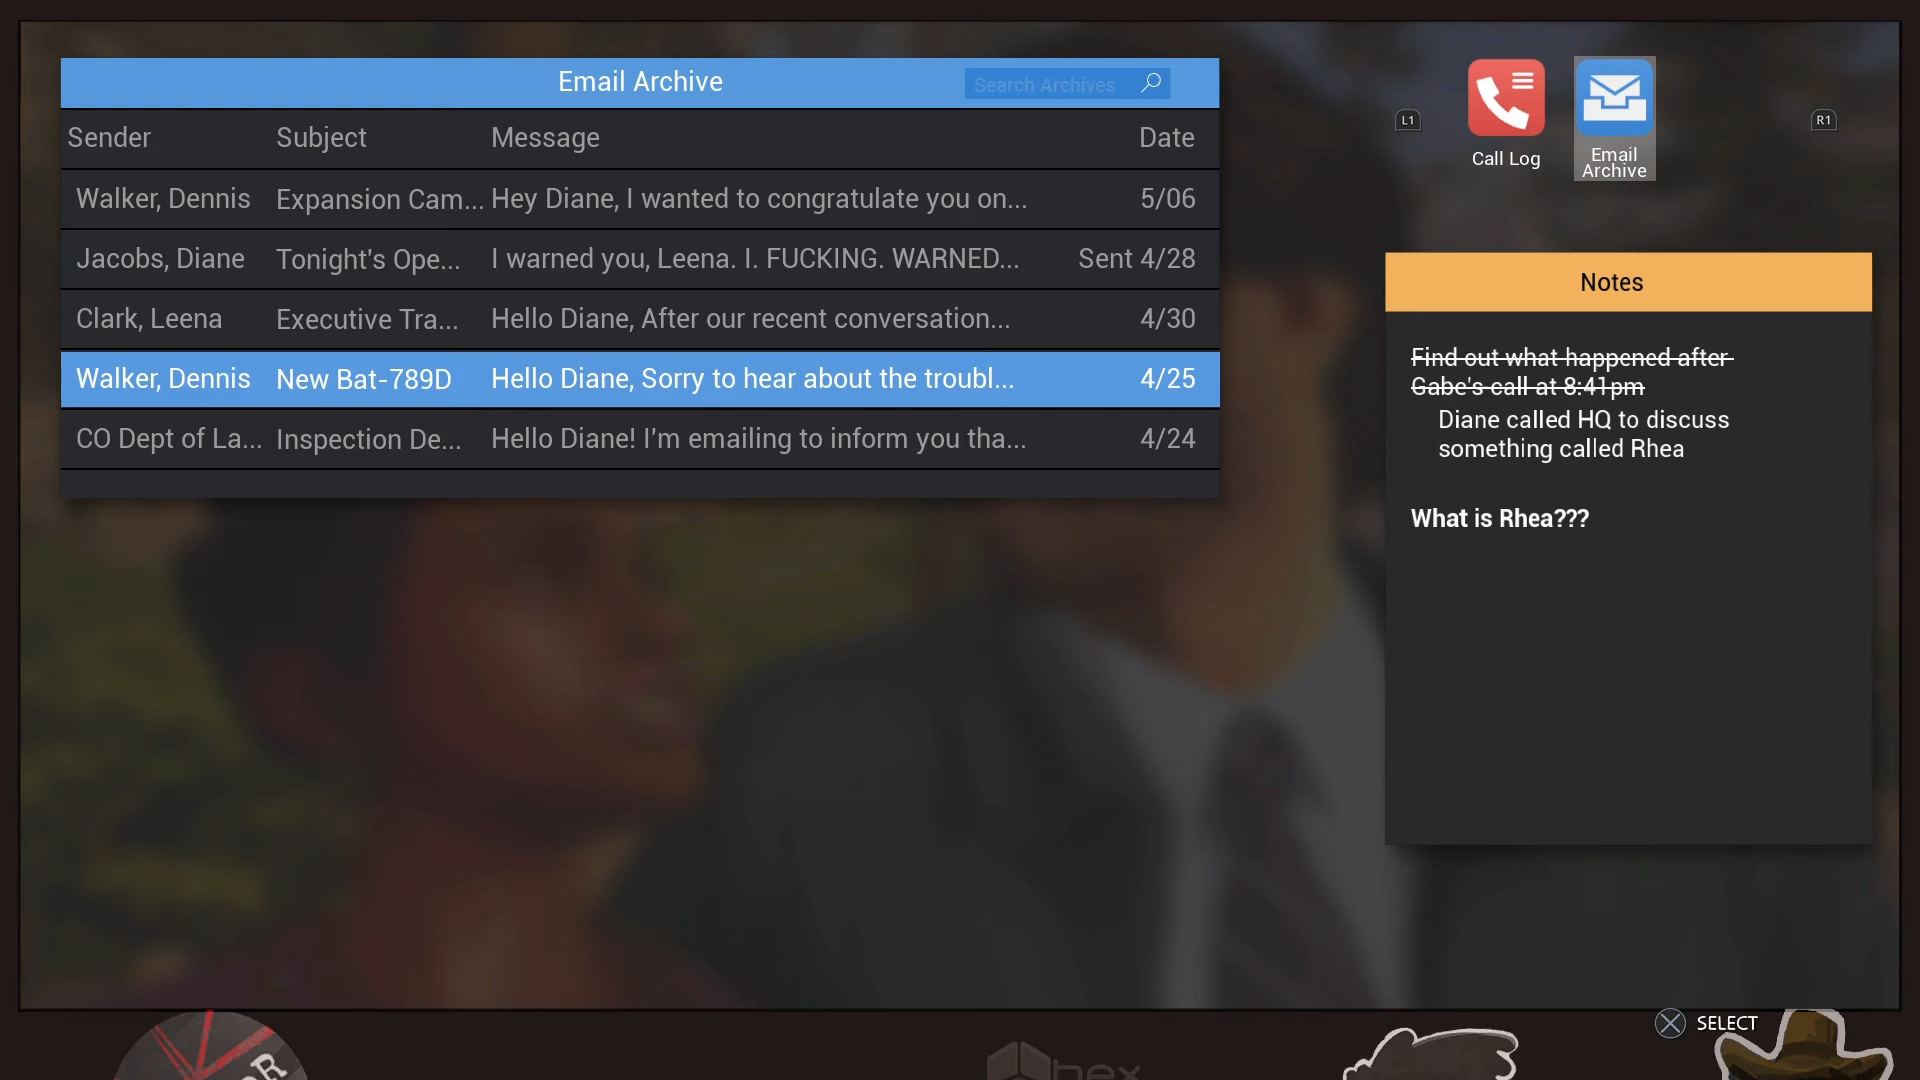 Email Archive
Search Archives
Sender Subject Message Date
Walker, Dennis Expansion Cam... Hey Diane, I wanted to congratulate you on... 5/06
Jacobs, Diane Tonight's Ope... I warned you, Leena. I. FUCKING. WARNED... Sent 4/28
Clark, Leena Executive Tra... Hello Diane, After our recent conversation... 4/30
Walker, Dennis New Bat-789D Hello Diane, Sorry to hear about the troubl... 4/25
CO Dept of La... Inspection De... Hello Diane! I'm emailing to inform you tha... 4/24
L1
Call Log
Email
Archive
R1
Notes
Find out what happened after
Gabe's call at 8:41pm
Diane called HQ to discuss
something called Rhea
What is Rhea???
SELECT
OR
hex